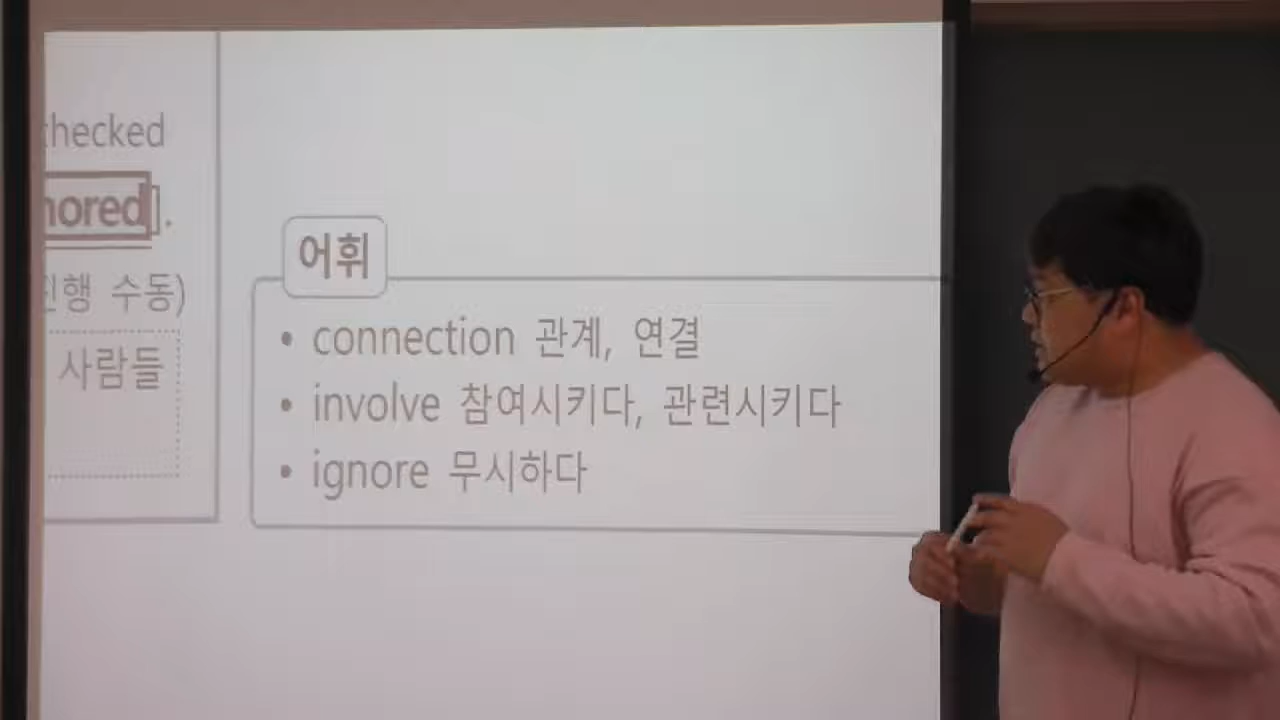 checked
nored].
진행 수동)
사람들
어휘
• connection 관계, 연결
• involve 참여시키다, 관련시키다
• ignore 무시하다